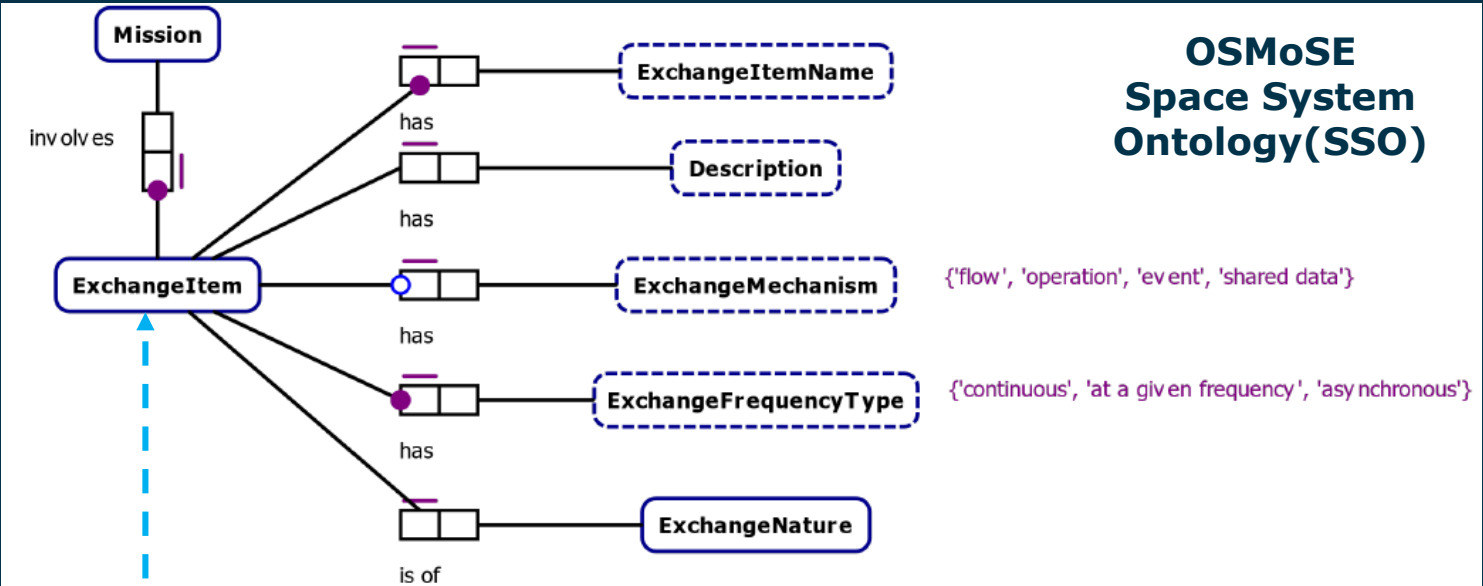 Mission
OSMoSE
Space System
Ontology(SSO)
ExchangeItemName
involves
has
Description
has
ExchangeItem
ExchangeMechanism
{'flow', 'operation', 'event', 'shared data'}
has
ExchangeFrequencyType
{'continuous', 'at a given frequency', 'asynchronous'}
has
ExchangeNature
is of